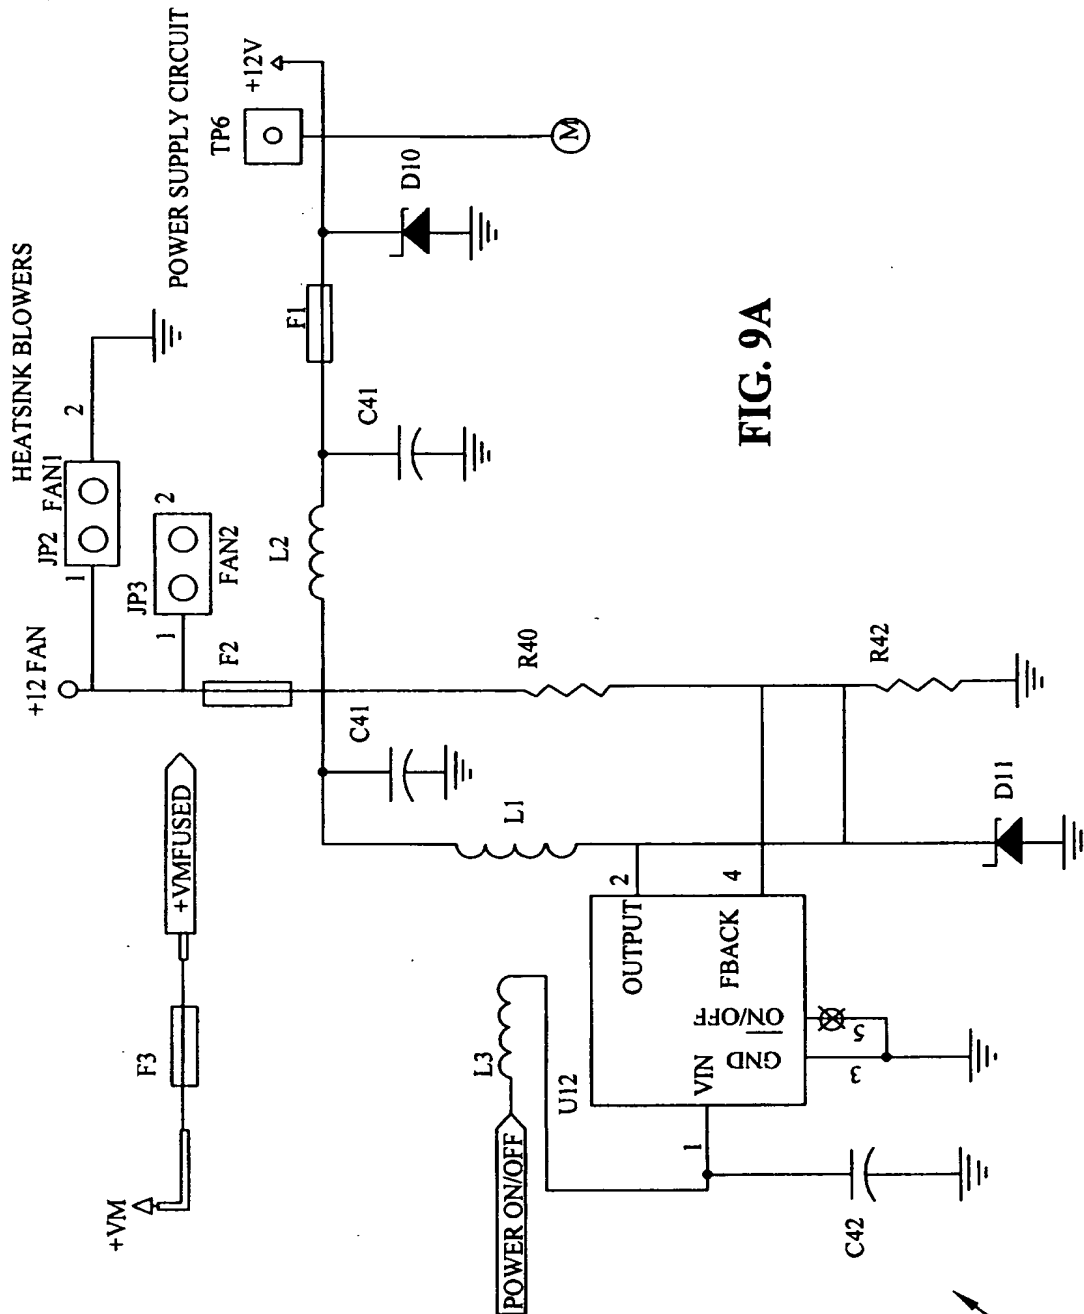 HEATSINK BLOWERS
POWER SUPPLY CIRCUIT
+12 FAN
1
JP2
FAN1
2
JP3
1
2
FAN2
F2
+VM
F3
+VMFUSED
TP6
+12V
M
D10
F1
C41
L2
C41
L1
R40
R42
D11
POWER ON/OFF
L3
U12
OUTPUT
2
FBACK
4
VIN
1
GND
3
ON/OFF
5
C42
FIG. 9A